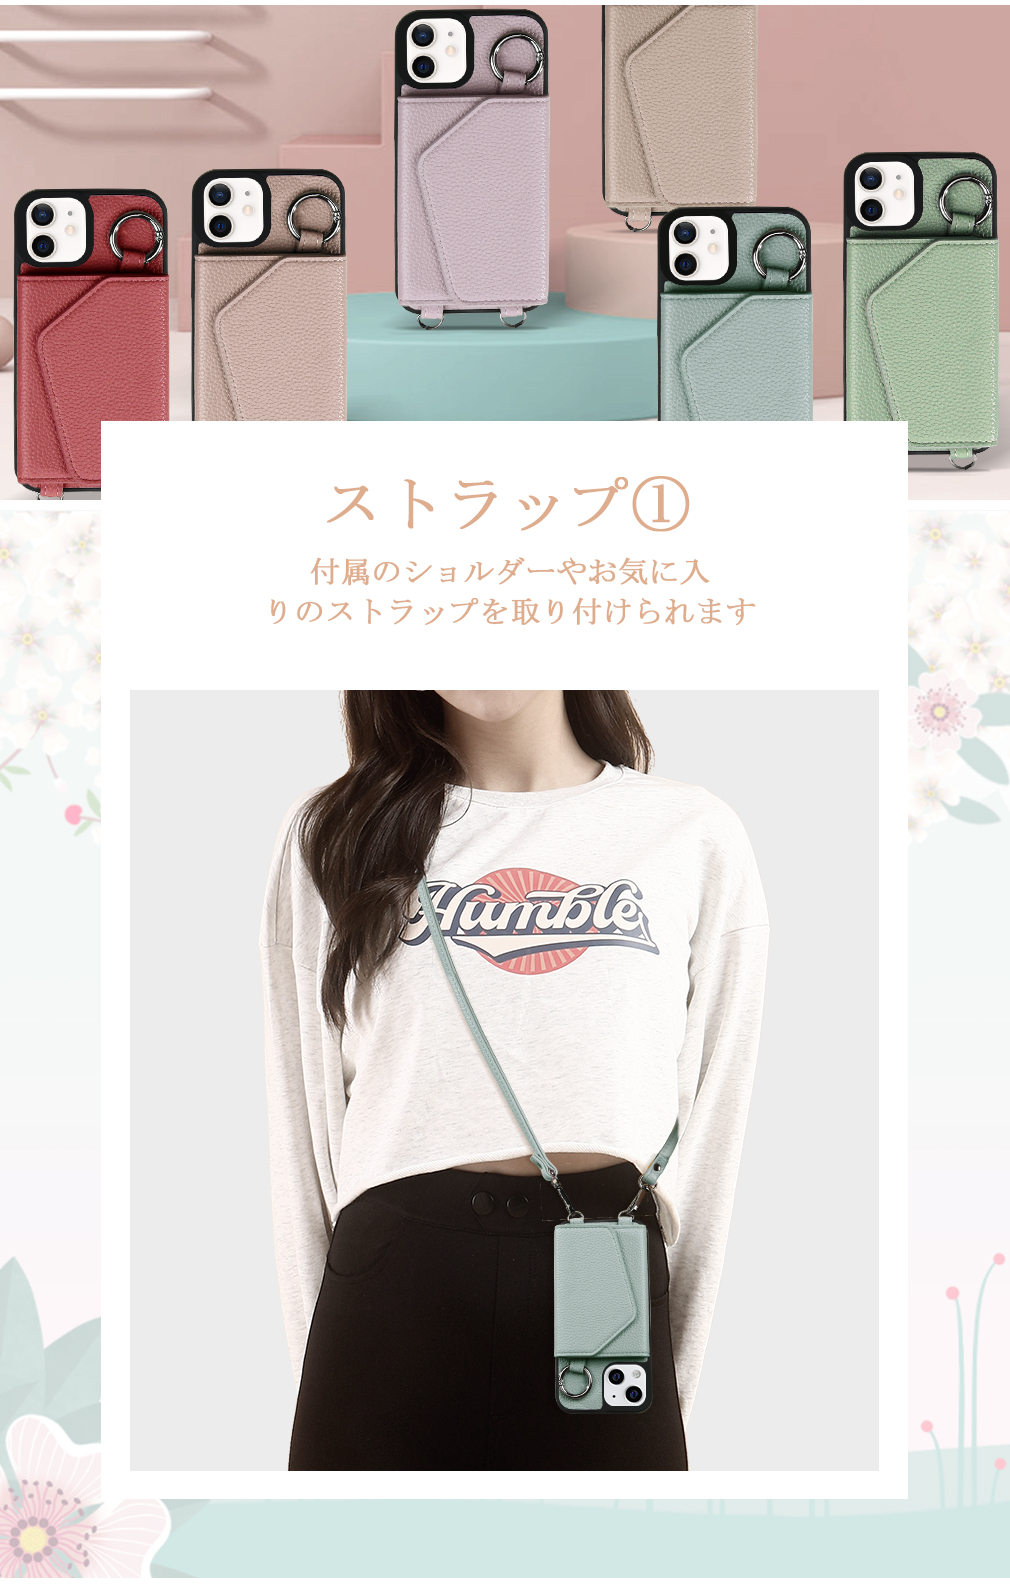 ストラップ①
付属のショルダーやお気に入
りのストラップを取り付けられます
Humble